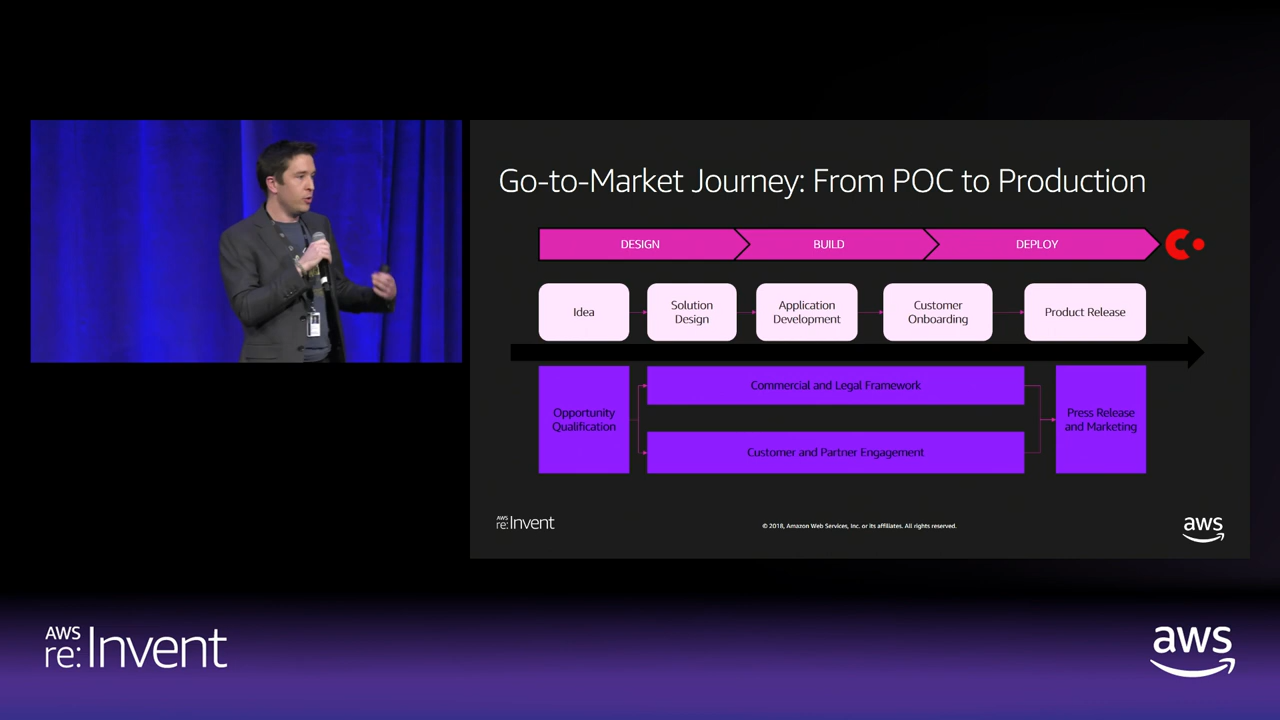 Go-to-Market Journey: From POC to Production
DESIGN
BUILD
DEPLOY
Idea
Solution
Design
Application
Development
Customer
Onboarding
Product Release
Opportunity
Qualification
Commercial and Legal Framework
Customer and Partner Engagement
Press Release
and Marketing
AWS
re:Invent
© 2018, Amazon Web Services, Inc. or its affiliates. All rights reserved.
aws
AWS
re:Invent
aws